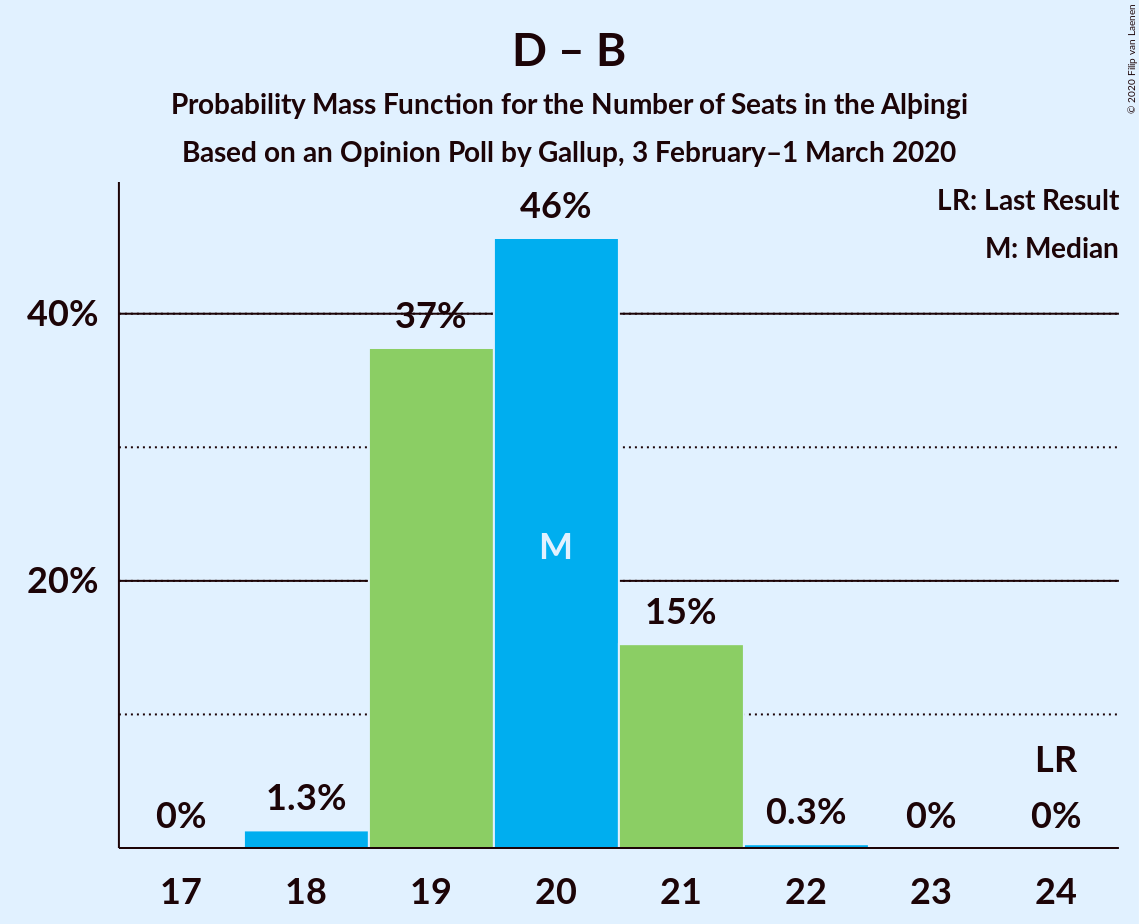 D – B
Probability Mass Function for the Number of Seats in the Alþingi
Based on an Opinion Poll by Gallup, 3 February–1 March 2020
© 2020 Filip van Laenen
LR: Last Result
M: Median
46%
40%
37%
M
20%
15%
LR
0%
1.3%
0.3%
0%
0%
17 18 19 20 21 22 23 24